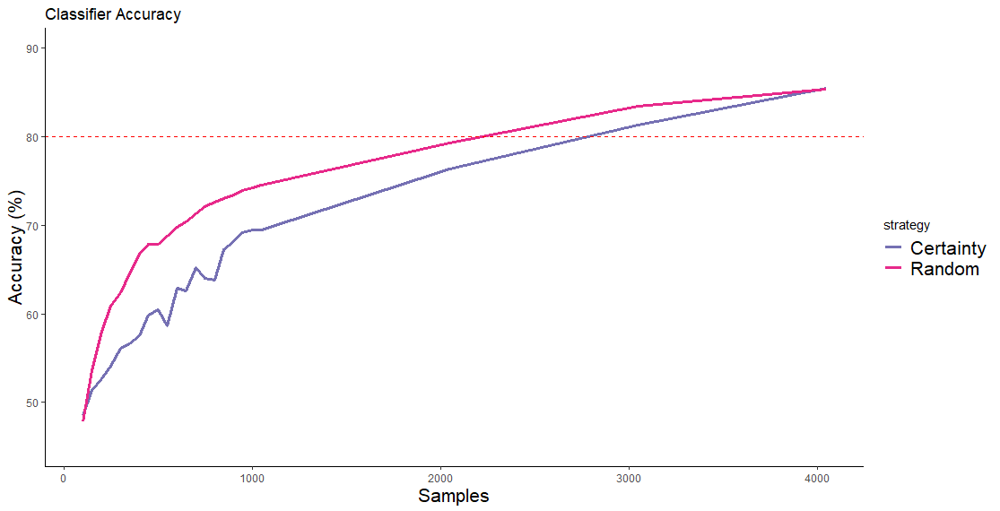 Classifier Accuracy
Accuracy (%)
90
80
70
60
50
0
1000
2000
3000
4000
Samples
strategy
Certainty
Random